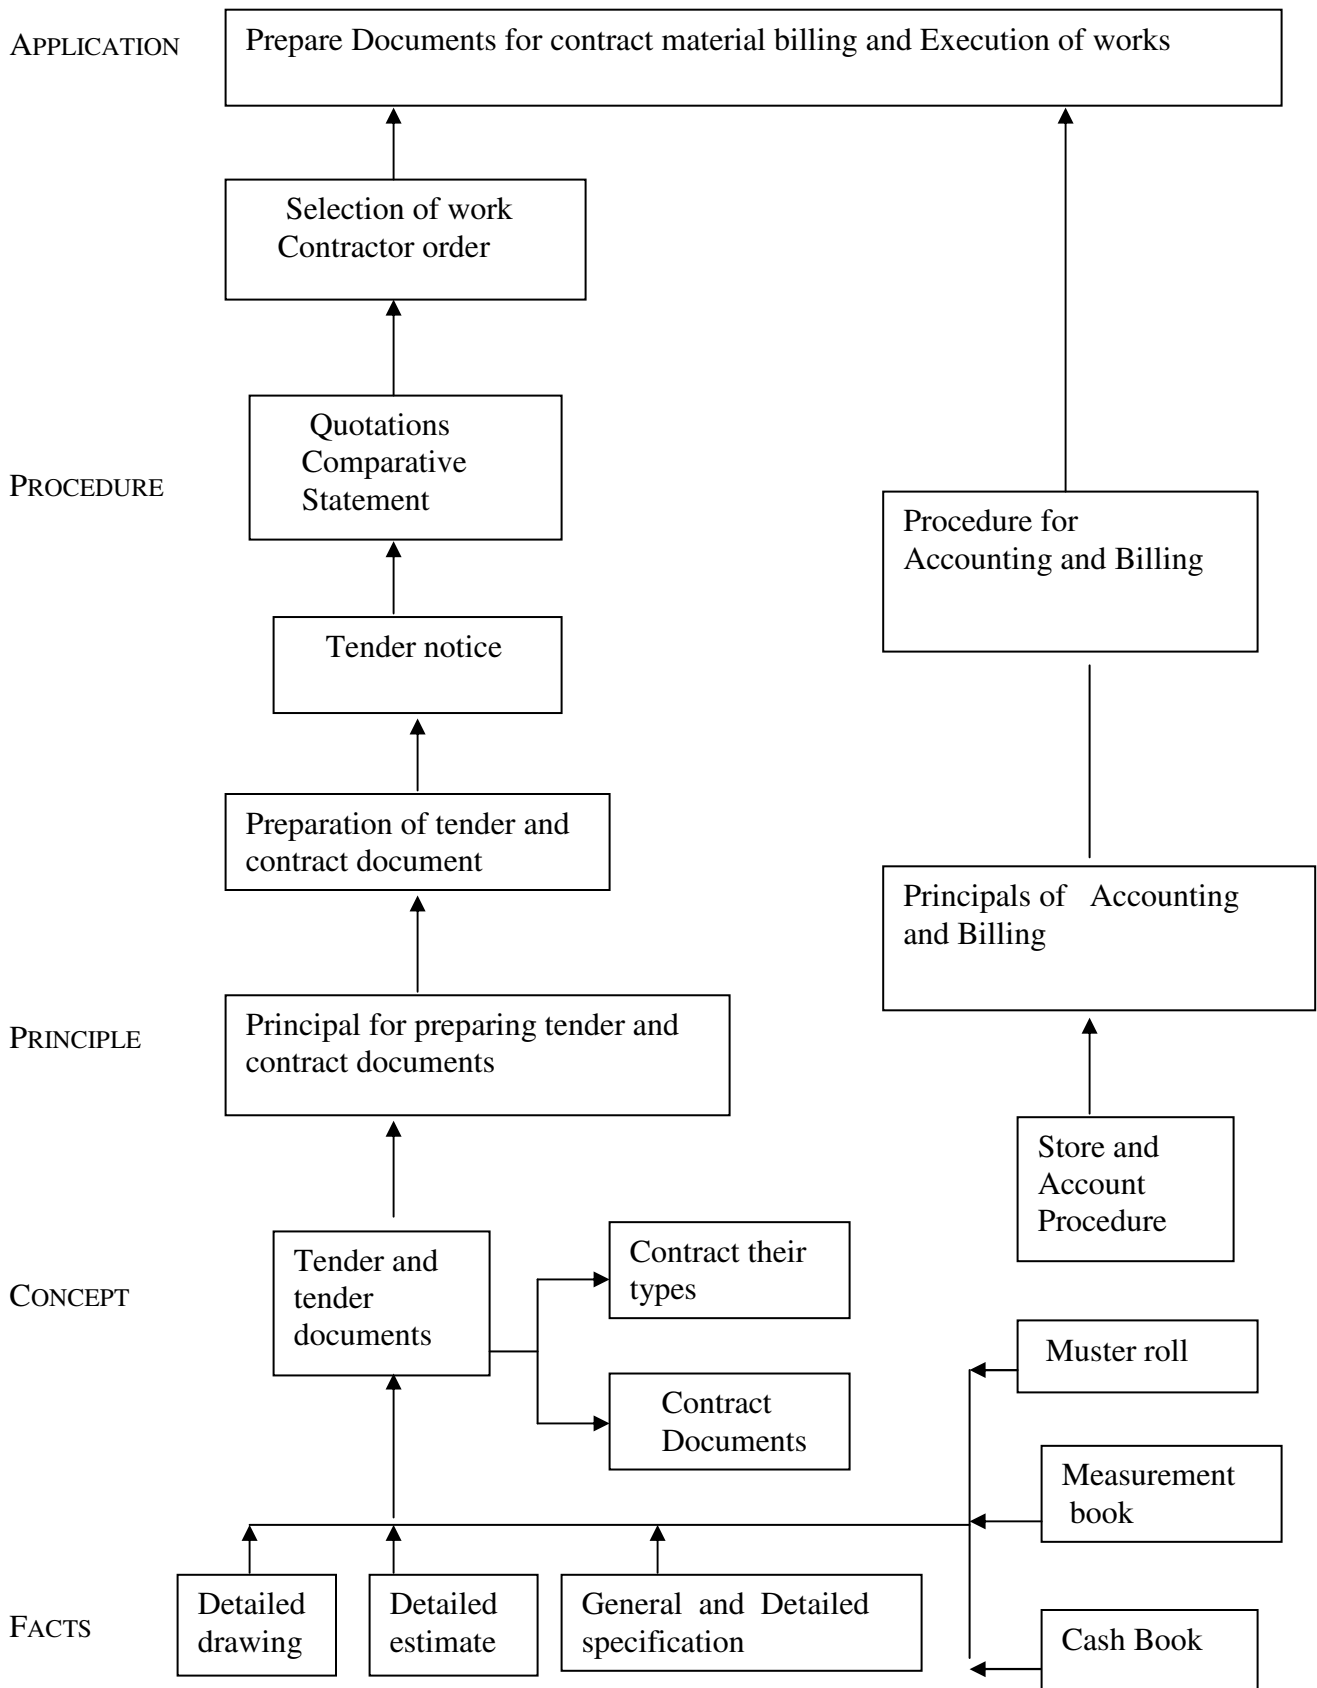 APPLICATION
Prepare Documents for contract material billing and Execution of works
Selection of work
Contractor order
Quotations
Comparative
Statement
PROCEDURE
Procedure for
Accounting and Billing
Tender notice
Preparation of tender and
contract document
Principals of Accounting
and Billing
PRINCIPLE
Principal for preparing tender and
contract documents
Store and
Account
Procedure
CONCEPT
Tender and
tender
documents
Contract their
types
Contract
Documents
Muster roll
Measurement
book
FACTS
Detailed
drawing
Detailed
estimate
General and Detailed
specification
Cash Book